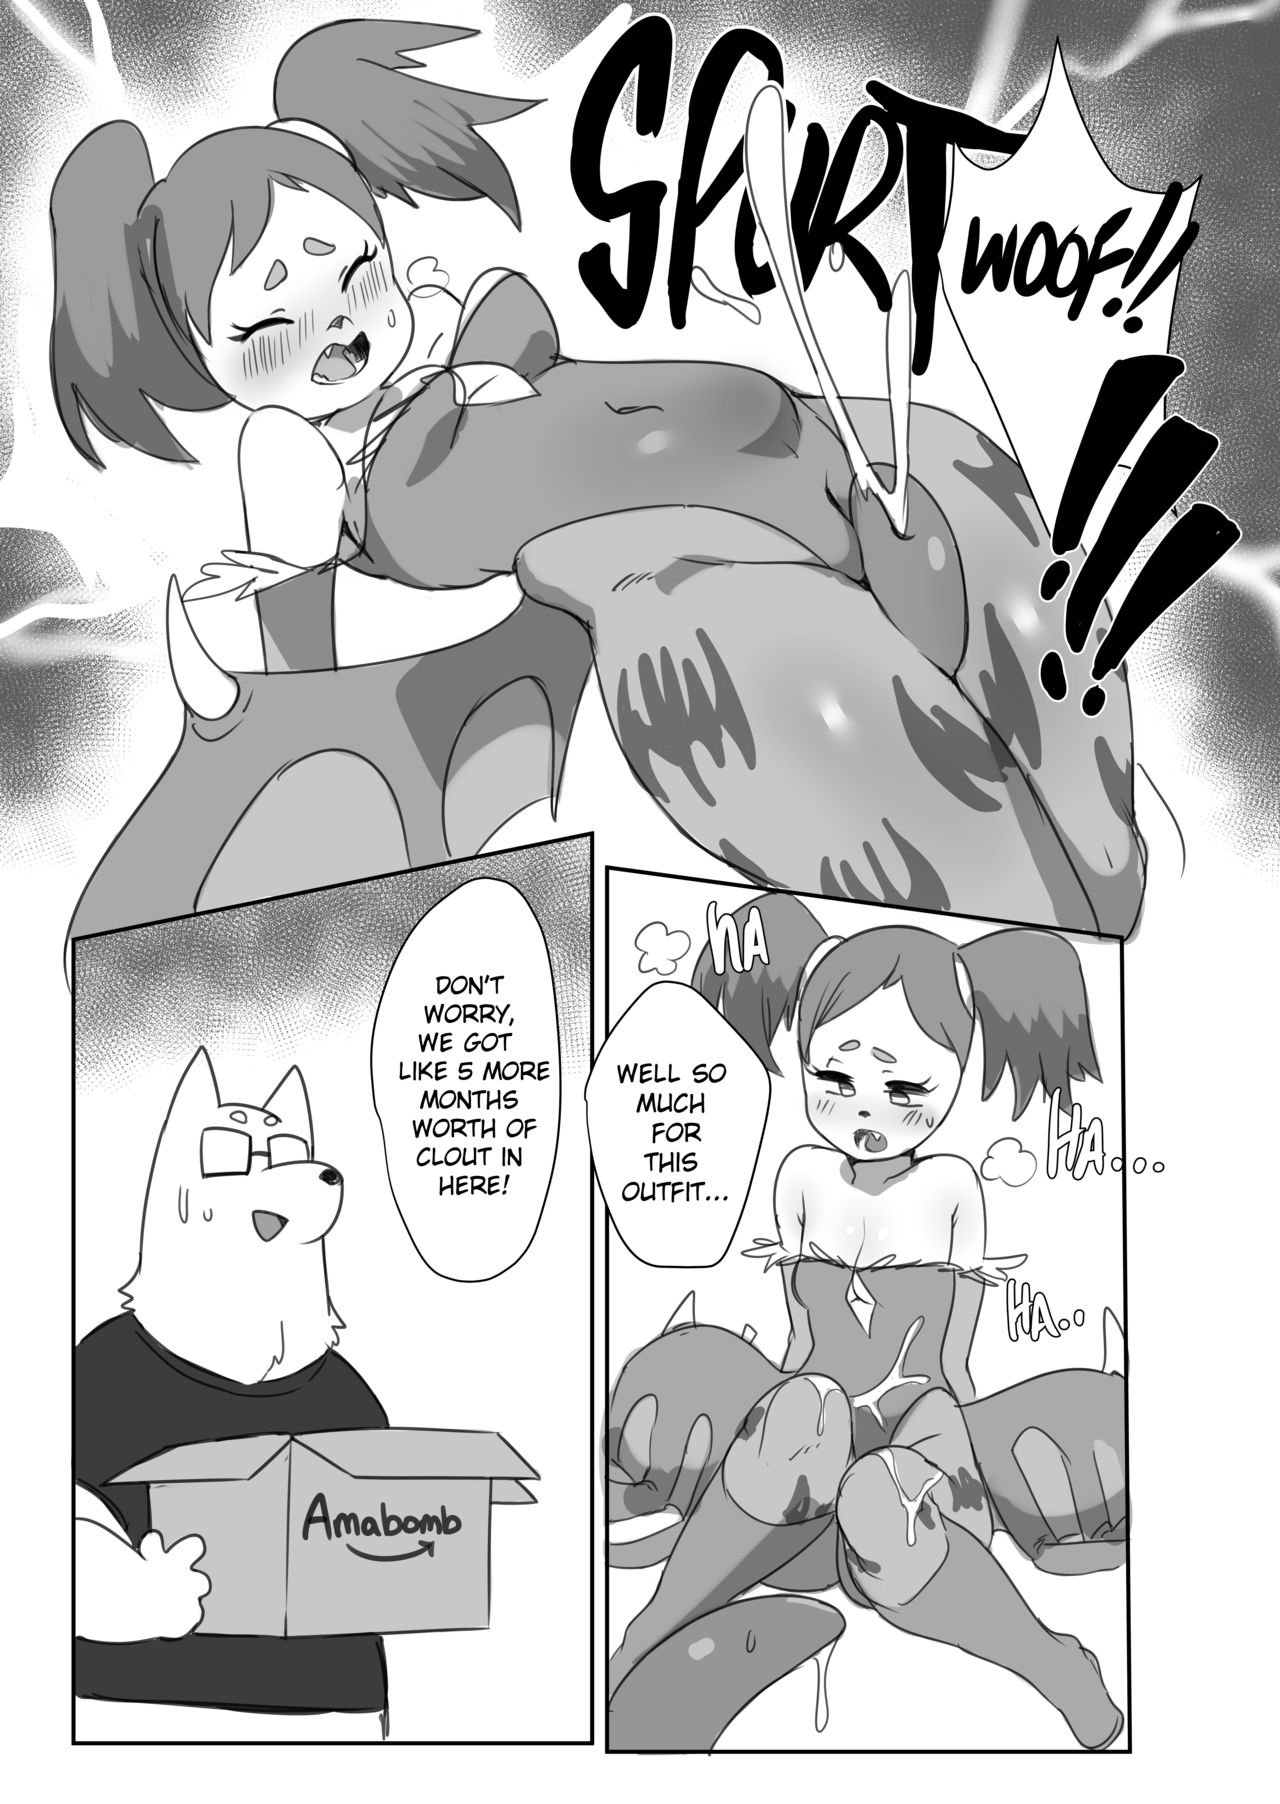 SPURT
WOOF!!
!!!
DON'T
WORRY,
WE GOT
LIKE 5 MORE
MONTHS
WORTH OF
CLOUT IN
HERE!
Amabomb
HA
WELL SO
MUCH
FOR
THIS
OUTFIT...
HA...
HA..